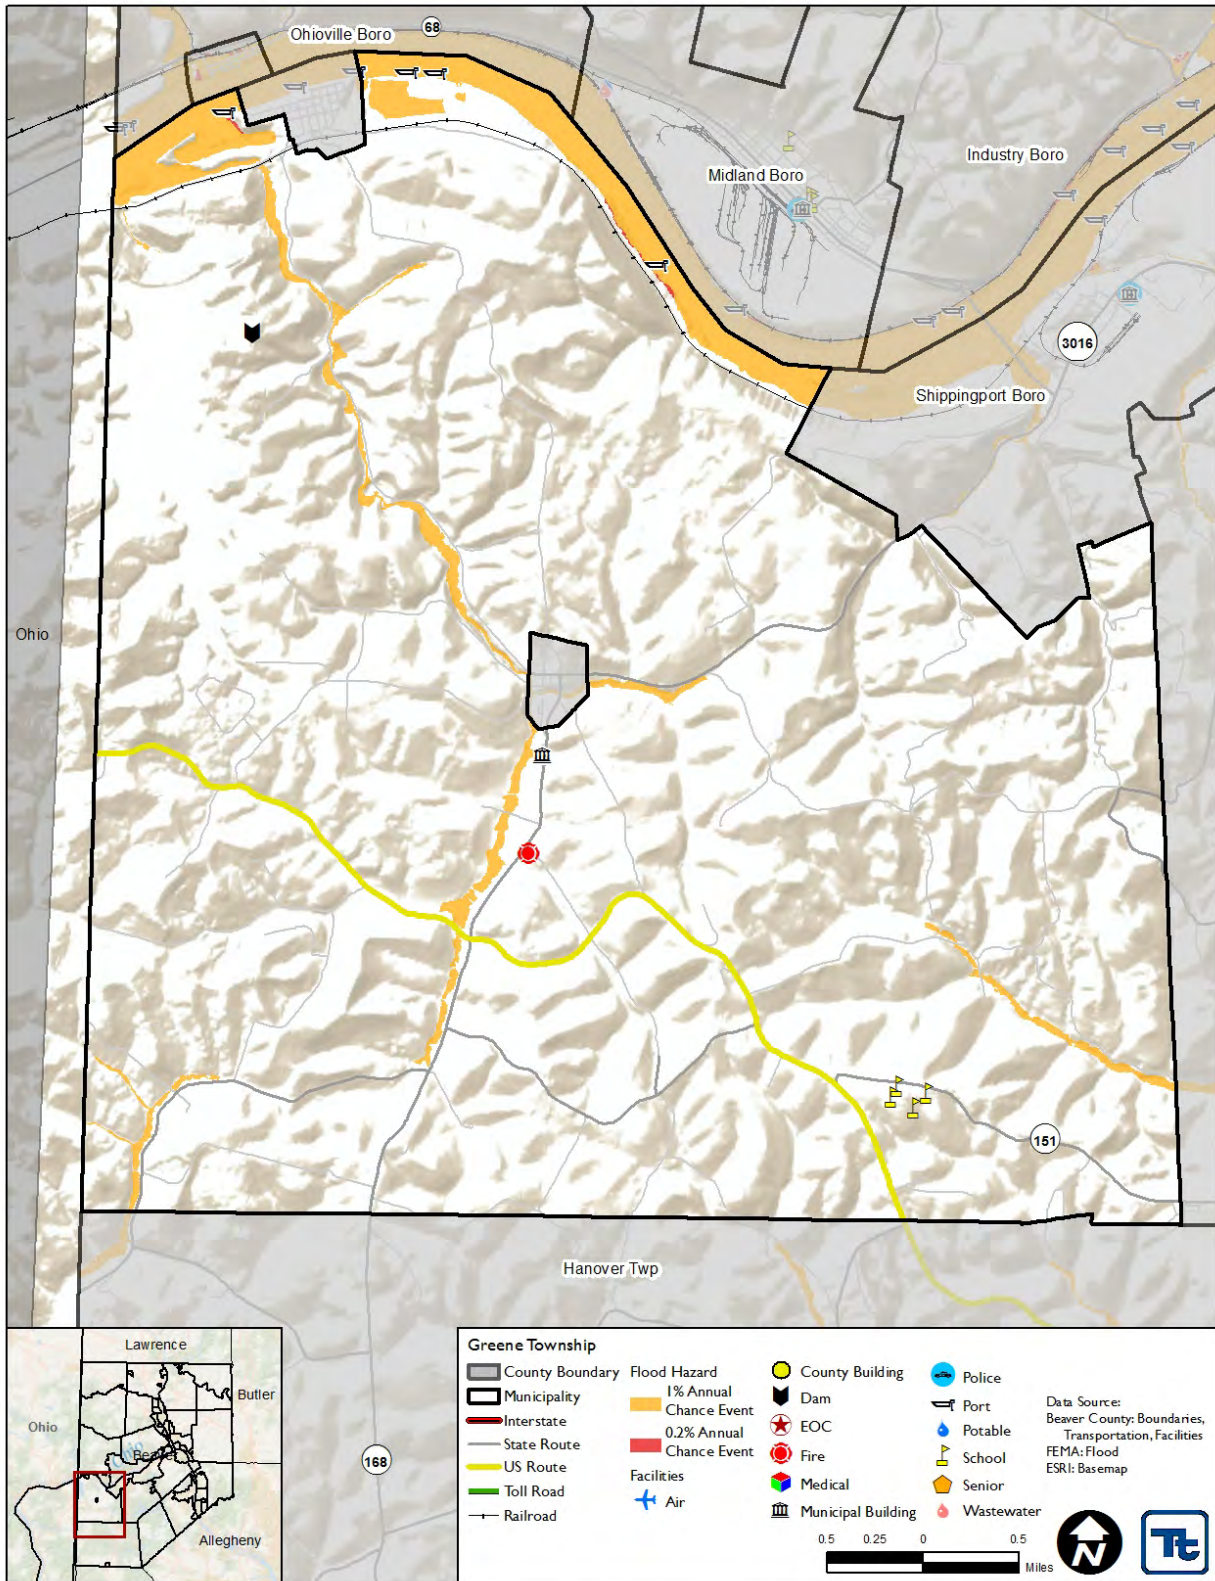 Ohioville Boro
68
Industry Boro
Midland Boro
3016
Shippingport Boro
Ohio
151
Hanover Twp
168
Lawrence
Butler
Ohio
Ohio
Beaver
Allegheny
Greene Township
County Boundary
Municipality
Interstate
State Route
US Route
Toll Road
Railroad
Flood Hazard
1% Annual
Chance Event
0.2% Annual
Chance Event
Facilities
Air
County Building
Dam
EOC
Fire
Medical
Municipal Building
Police
Port
Potable
School
Senior
Wastewater
Data Source:
Beaver County: Boundaries,
Transportation, Facilities
FEMA: Flood
ESRI: Basemap
0.5 0.25 0 0.5
Miles
N
Tt